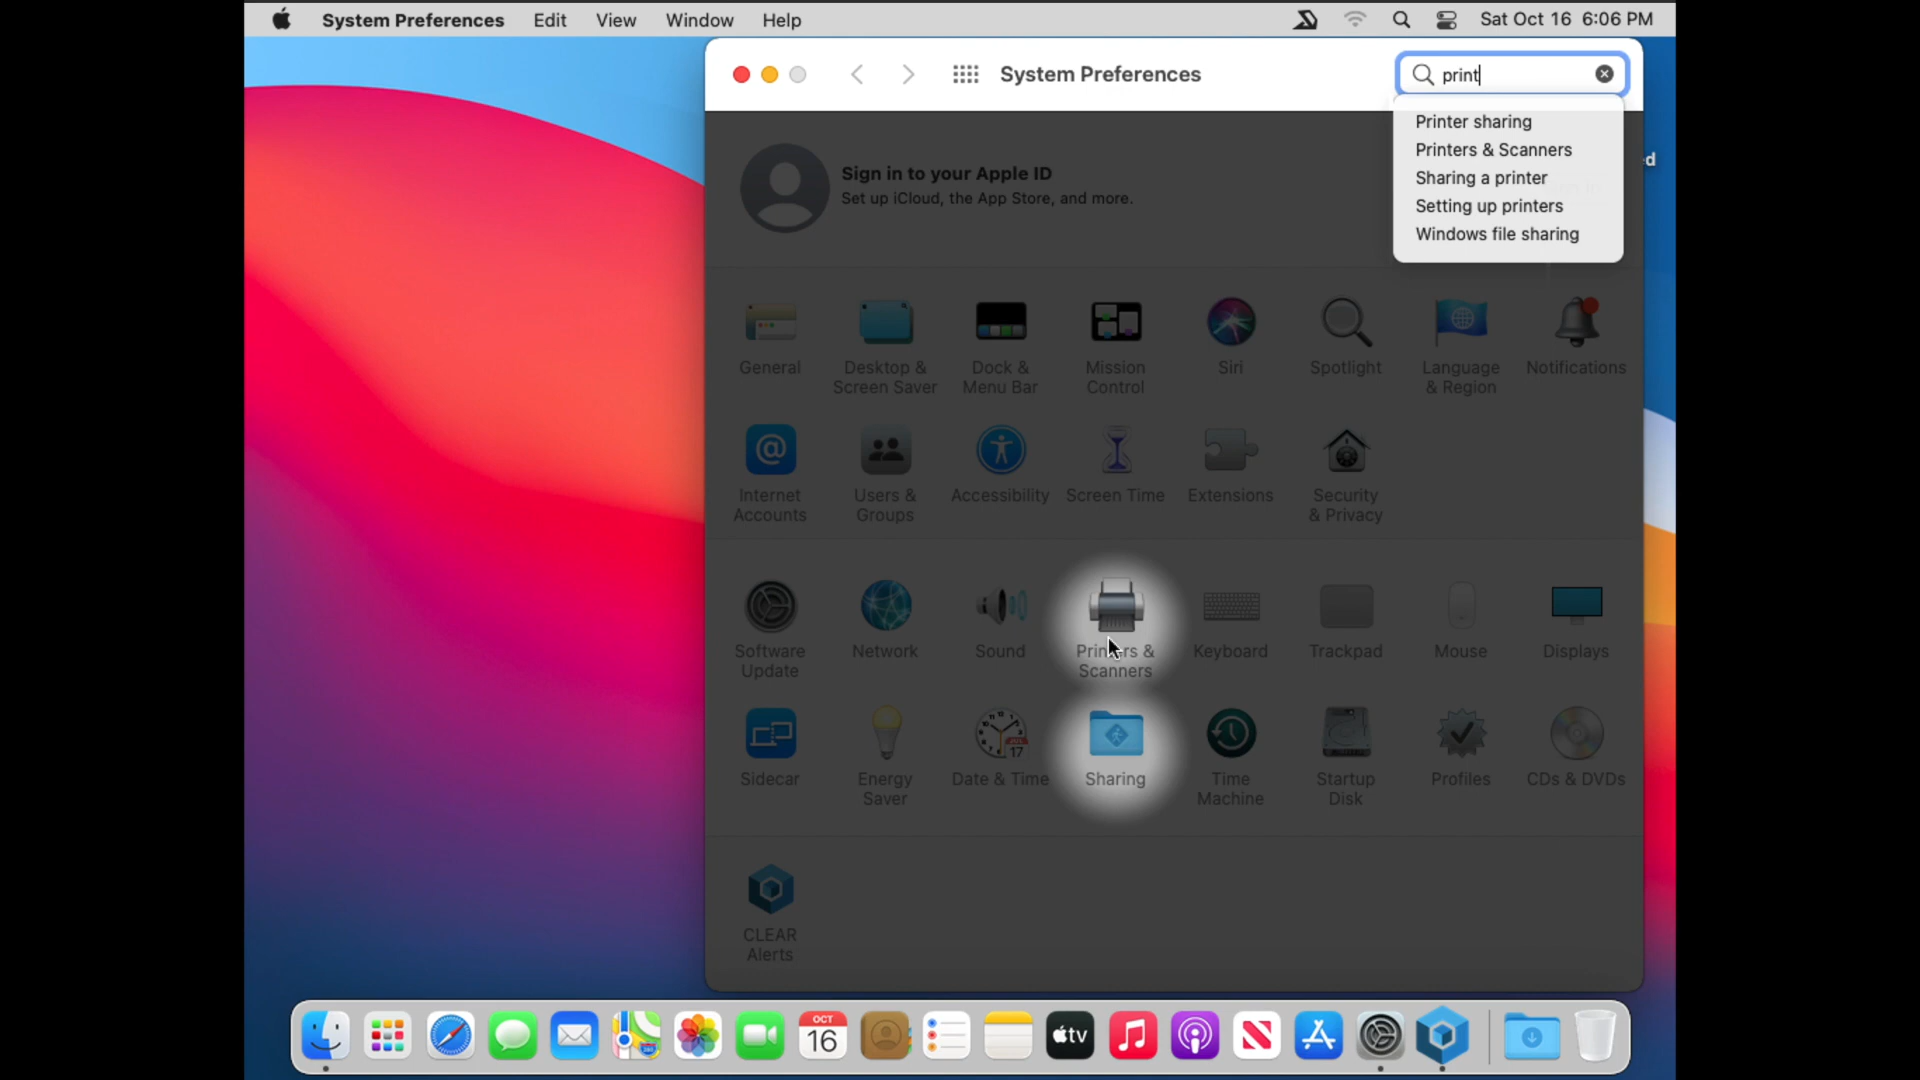 System Preferences Edit View Window Help Sat Oct 16 6:06 PM
System Preferences
print
Printer sharing
Printers & Scanners
Sharing a printer
Setting up printers
Windows file sharing
d
Sign in to your Apple ID
Set up iCloud, the App Store, and more.
General
Desktop &
Screen Saver
Dock &
Menu Bar
Mission
Control
Siri
Spotlight
Language
& Region
Notifications
Internet
Accounts
Users &
Groups
Accessibility
Screen Time
Extensions
Security
& Privacy
Software
Update
Network
Sound
Printers &
Scanners
Keyboard
Trackpad
Mouse
Displays
Sidecar
Energy
Saver
Date & Time
Sharing
Time
Machine
Startup
Disk
Profiles
CDs & DVDs
17
CLEAR
Alerts
OCT
16
tv